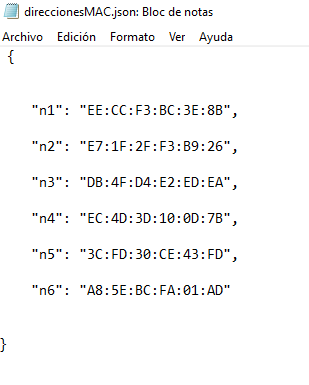 direccionesMAC.json: Bloc de notas
Archivo Edición Formato Ver Ayuda
{
"n1": "EE:CC:F3:BC:3E:8B",
"n2": "E7:1F:2F:F3:B9:26",
"n3": "DB:4F:D4:E2:ED:EA",
"n4": "EC:4D:3D:10:0D:7B",
"n5": "3C:FD:30:CE:43:FD",
"n6": "A8:5E:BC:FA:01:AD"
}